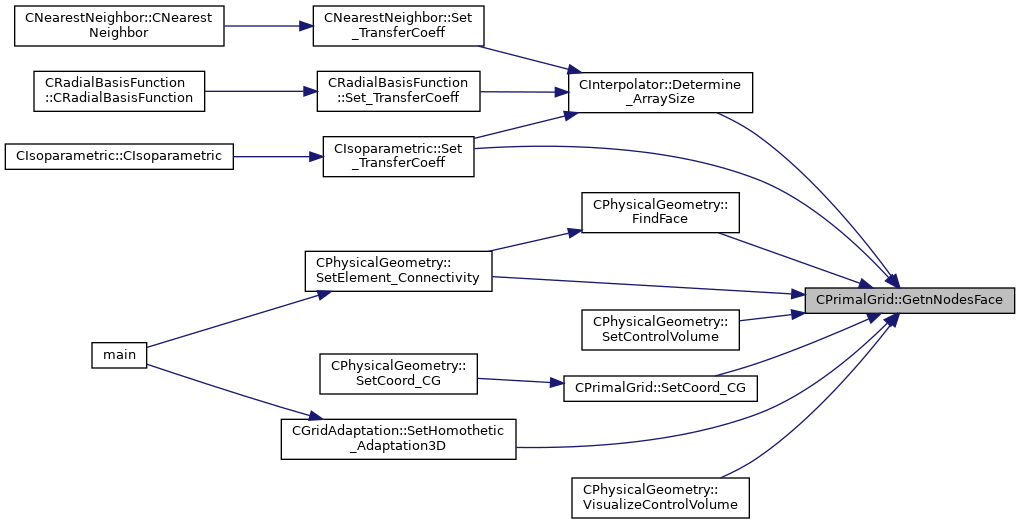 CNearestNeighbor::CNearest
Neighbor
CNearestNeighbor::Set
_TransferCoeff
CRadialBasisFunction
::CRadialBasisFunction
CRadialBasisFunction
::Set_TransferCoeff
CInterpolator::Determine
_ArraySize
CIsoparametric::CIsoparametric
CIsoparametric::Set
_TransferCoeff
CPhysicalGeometry::
FindFace
CPhysicalGeometry::
SetElement_Connectivity
CPrimalGrid::GetnNodesFace
CPhysicalGeometry::
SetControlVolume
main
CPhysicalGeometry::
SetCoord_CG
CPrimalGrid::SetCoord_CG
CGridAdaptation::SetHomothetic
_Adaptation3D
CPhysicalGeometry::
VisualizeControlVolume